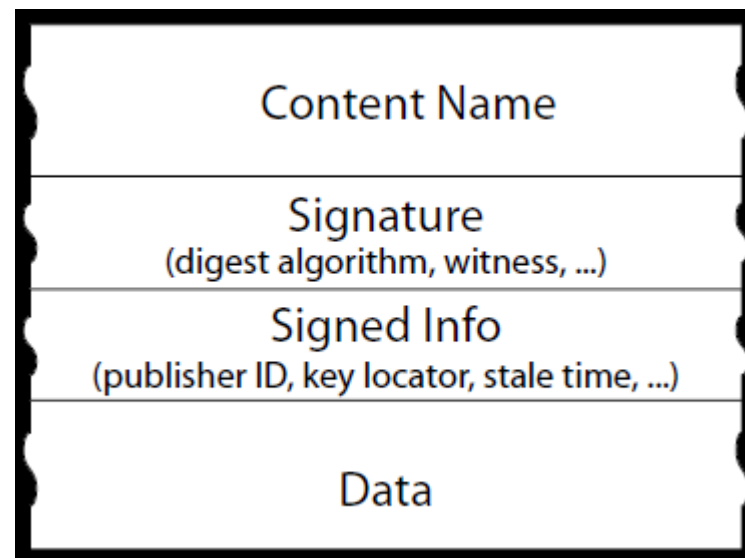 Content Name
Signature
(digest algorithm, witness, ...)
Signed Info
(publisher ID, key locator, stale time, ...)
Data